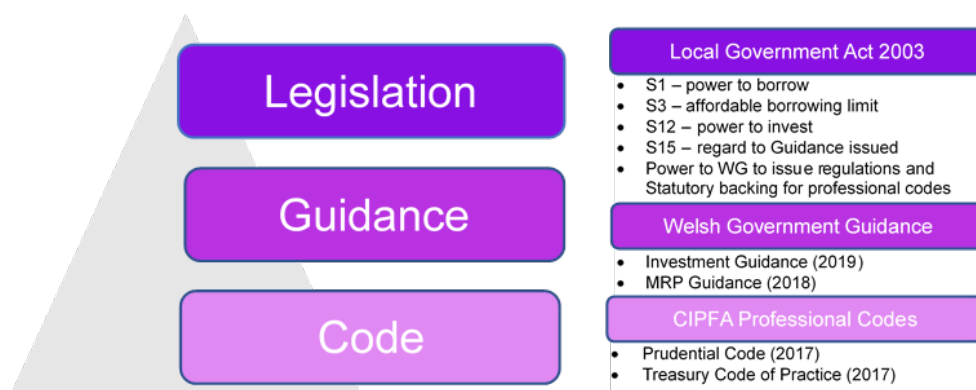 Legislation
Guidance
Code
Local Government Act 2003
• S1 – power to borrow
• S3 – affordable borrowing limit
• S12 – power to invest
• S15 – regard to Guidance issued
• Power to WG to issue regulations and
Statutory backing for professional codes
Welsh Government Guidance
• Investment Guidance (2019)
• MRP Guidance (2018)
CIPFA Professional Codes
• Prudential Code (2017)
• Treasury Code of Practice (2017)